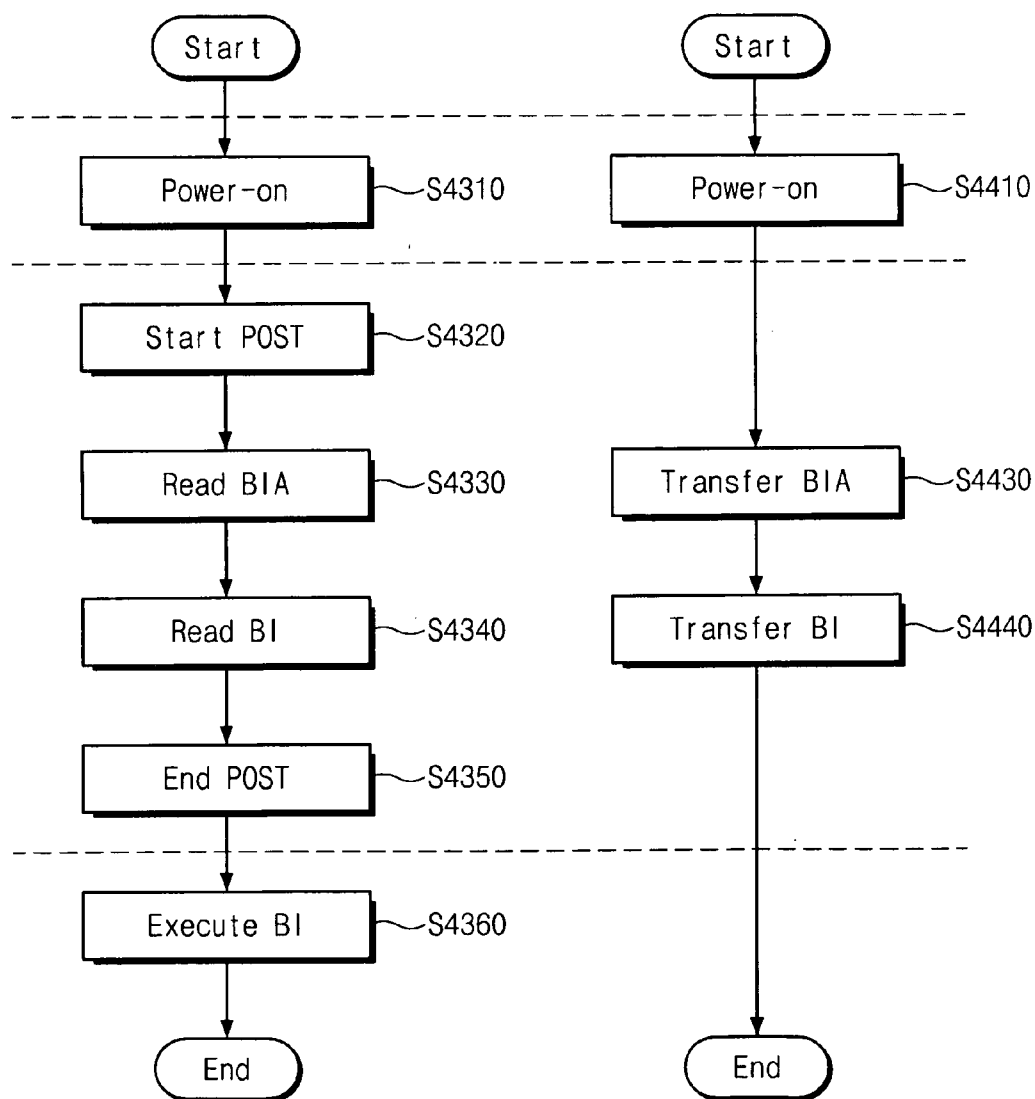 Start
Start
Power-on S4310
Power-on S4410
Start POST S4320
Read BIA S4330
Transfer BIA S4430
Read BI S4340
Transfer BI S4440
End POST S4350
Execute BI S4360
End
End